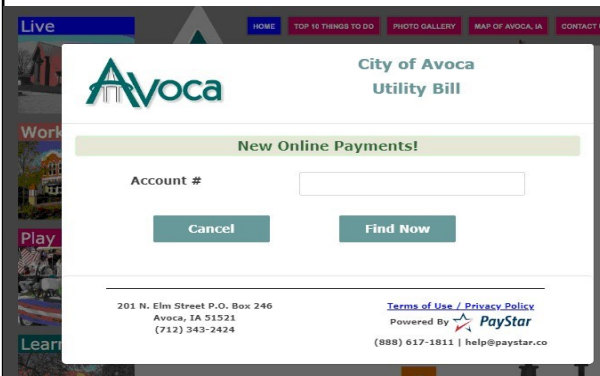 Live
HOME TOP 10 THINGS TO DO PHOTO GALLERY MAP OF AVOCA, IA CONTACT
Avoca
City of Avoca
Utility Bill
Work
New Online Payments!
Account #
Cancel Find Now
Play
201 N. Elm Street P.O. Box 246
Avoca, IA 51521
(712) 343-2424
Terms of Use / Privacy Policy
Powered By PayStar
(888) 617-1811 | help@paystar.co
Learn